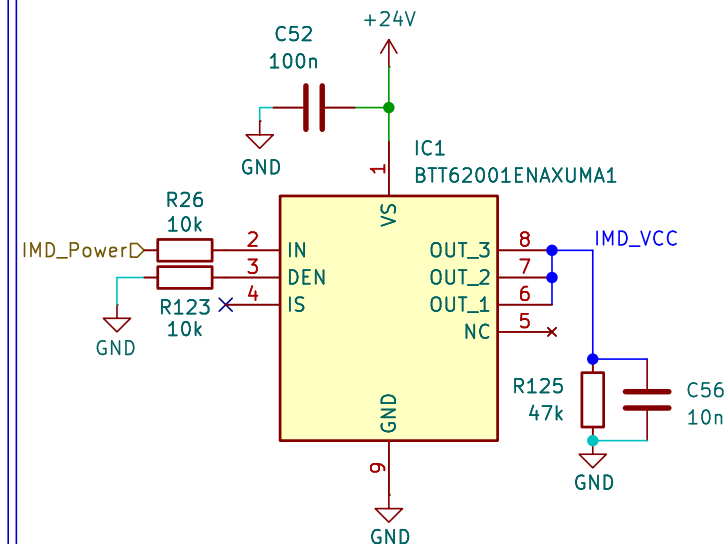 +24V
C52
100n
GND
IC1
BTT62001ENAXUMA1
1
VS
R26
10k
IMD_Power
2
IN
3
DEN
4
IS
R123
10k
GND
OUT_3
8
IMD_VCC
OUT_2
7
OUT_1
6
NC
5
GND
9
GND
R125
47k
C56
10n
GND